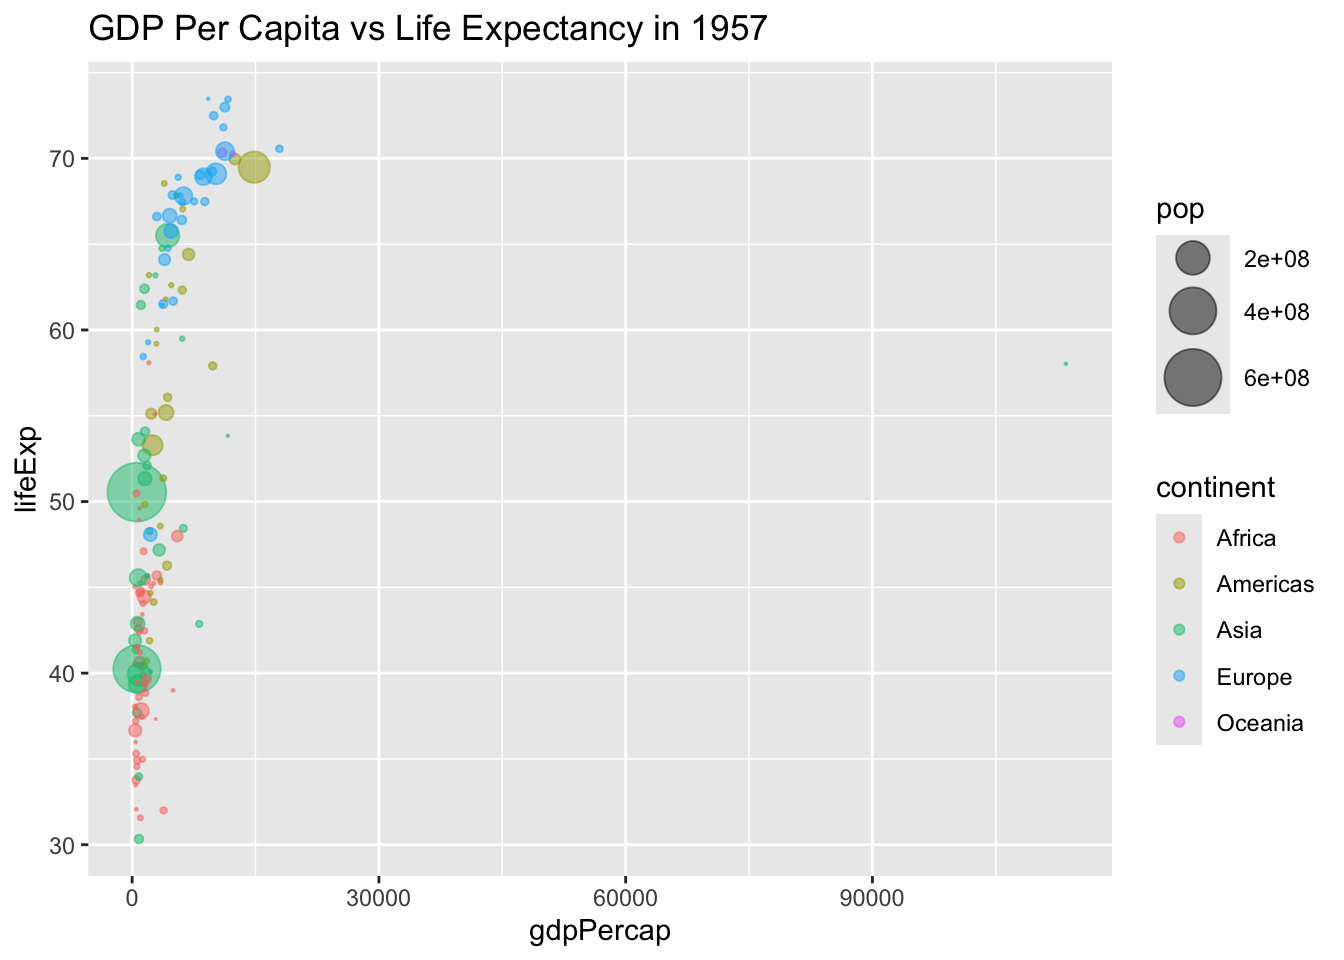 GDP Per Capita vs Life Expectancy in 1957
70
60
50
40
30
lifeExp
0
30000
60000
90000
gdpPercap
pop
2e+08
4e+08
6e+08
continent
Africa
Americas
Asia
Europe
Oceania